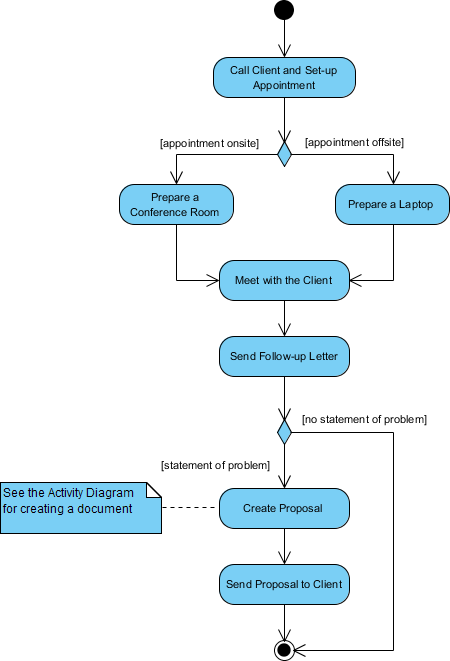 Call Client and Set-up
Appointment
[appointment onsite]
[appointment offsite]
Prepare a
Conference Room
Prepare a Laptop
Meet with the Client
Send Follow-up Letter
[no statement of problem]
[statement of problem]
See the Activity Diagram
for creating a document
Create Proposal
Send Proposal to Client